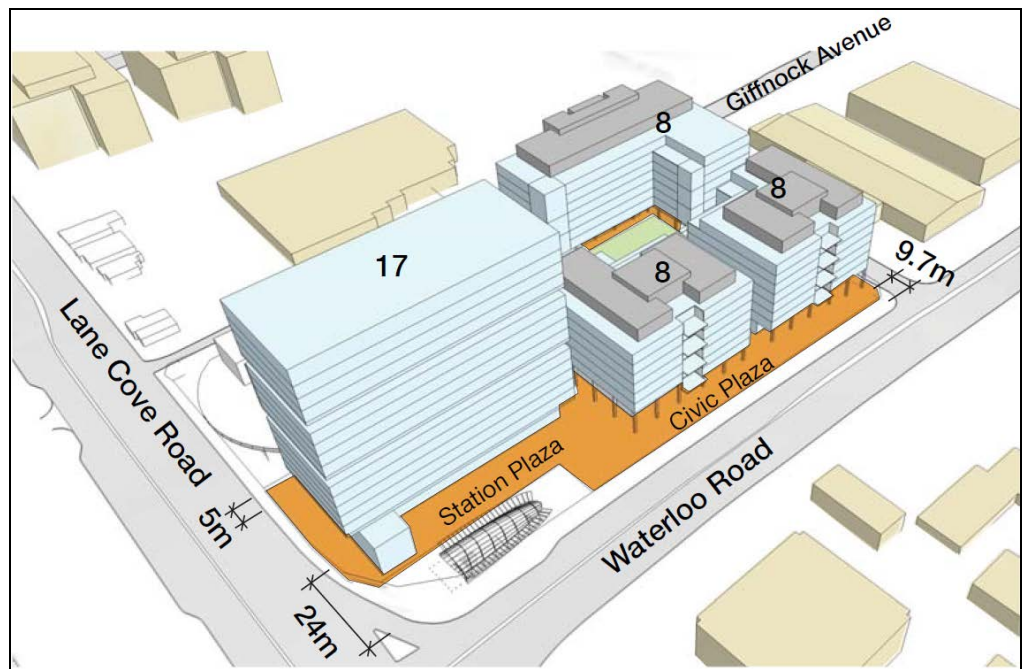 Giffnock Avenue
8
8
9.7m
17
8
Lane Cove Road
Civic Plaza
Station Plaza
Waterloo Road
5m
24m